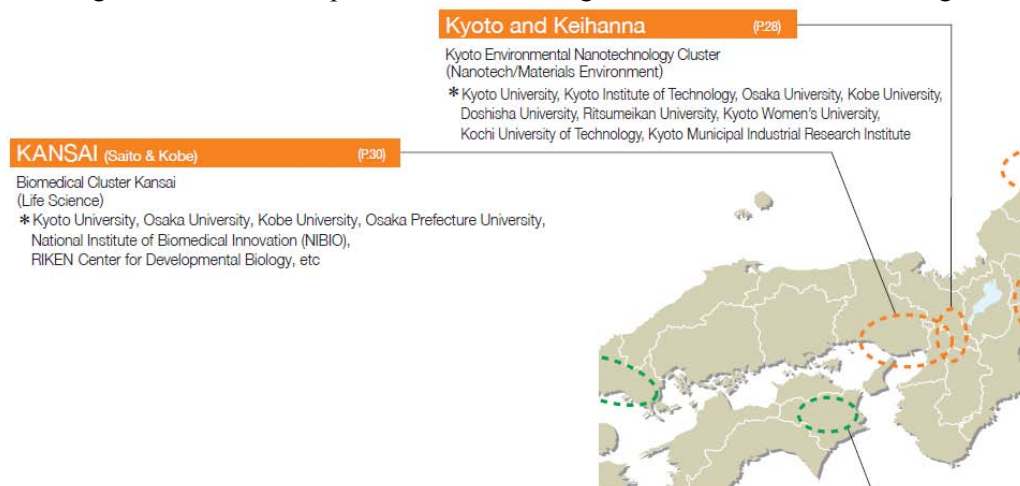 Kyoto and Keihanna (P.28)
Kyoto Environmental Nanotechnology Cluster
(Nanotech/Materials Environment)
*Kyoto University, Kyoto Institute of Technology, Osaka University, Kobe University,
Doshisha University, Ritsumeikan University, Kyoto Women's University,
Kochi University of Technology, Kyoto Municipal Industrial Research Institute
KANSAI (Saito & Kobe) (P.30)
Biomedical Cluster Kansai
(Life Science)
*Kyoto University, Osaka University, Kobe University, Osaka Prefecture University,
National Institute of Biomedical Innovation (NIBIO),
RIKEN Center for Developmental Biology, etc